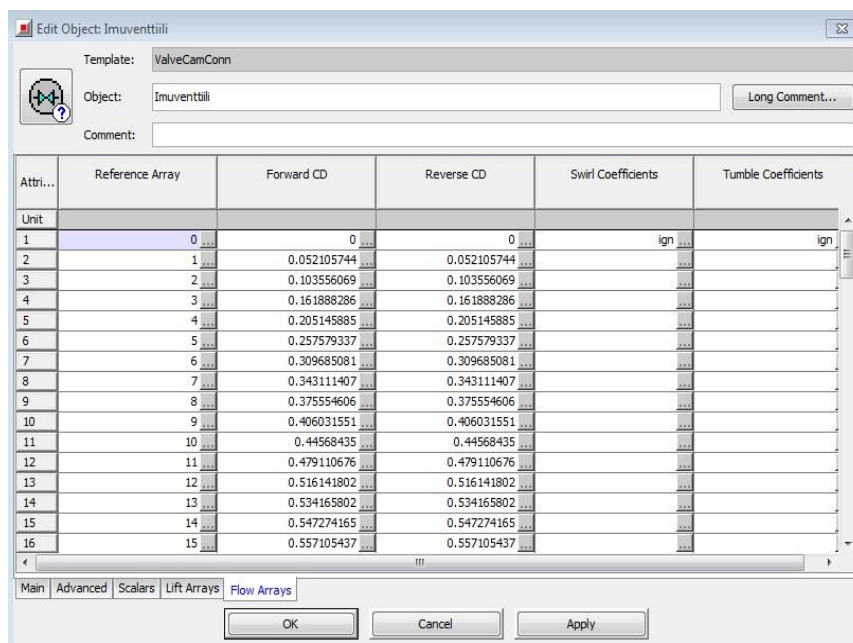 Edit Object: Imuventtiili
Template: ValveCamConn
Object: Imuventtiili Long Comment...
Comment:
Attri... Reference Array Forward CD Reverse CD Swirl Coefficients Tumble Coefficients
Unit
1 0 ... 0 ... 0 ... ign ... ign
2 1 ... 0.052105744 ... 0.052105744 ... ...
3 2 ... 0.103556069 ... 0.103556069 ... ...
4 3 ... 0.161888286 ... 0.161888286 ... ...
5 4 ... 0.205145885 ... 0.205145885 ... ...
6 5 ... 0.257579337 ... 0.257579337 ... ...
7 6 ... 0.309685081 ... 0.309685081 ... ...
8 7 ... 0.343111407 ... 0.343111407 ... ...
9 8 ... 0.375554606 ... 0.375554606 ... ...
10 9 ... 0.406031551 ... 0.406031551 ... ...
11 10 ... 0.44568435 ... 0.44568435 ... ...
12 11 ... 0.479110676 ... 0.479110676 ... ...
13 12 ... 0.516141802 ... 0.516141802 ... ...
14 13 ... 0.534165802 ... 0.534165802 ... ...
15 14 ... 0.547274165 ... 0.547274165 ... ...
16 15 ... 0.557105437 ... 0.557105437 ... ...
Main Advanced Scalars Lift Arrays Flow Arrays
OK Cancel Apply